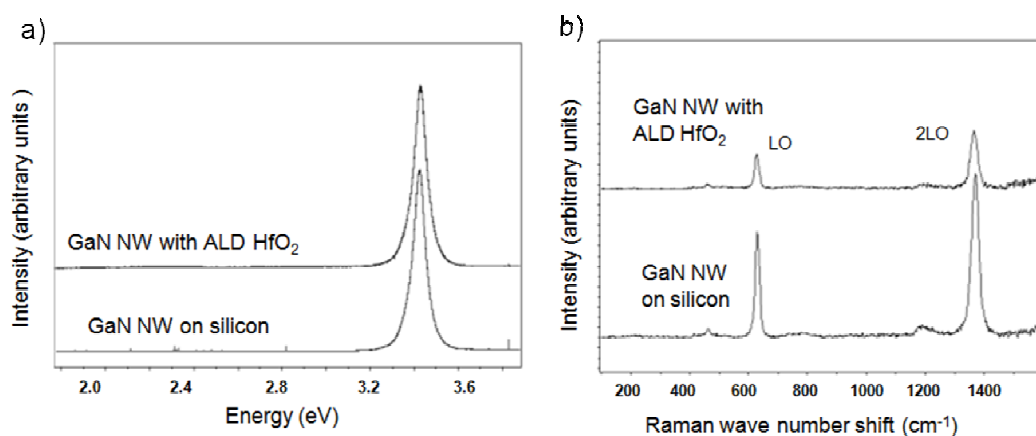 a)
Intensity (arbitrary units)
GaN NW with ALD HfO₂
GaN NW on silicon
2.0 2.4 2.8 3.2 3.6
Energy (eV)
b)
Intensity (arbitrary units)
GaN NW with
ALD HfO₂
LO
2LO
GaN NW
on silicon
200 400 600 800 1000 1200 1400
Raman wave number shift (cm⁻¹)